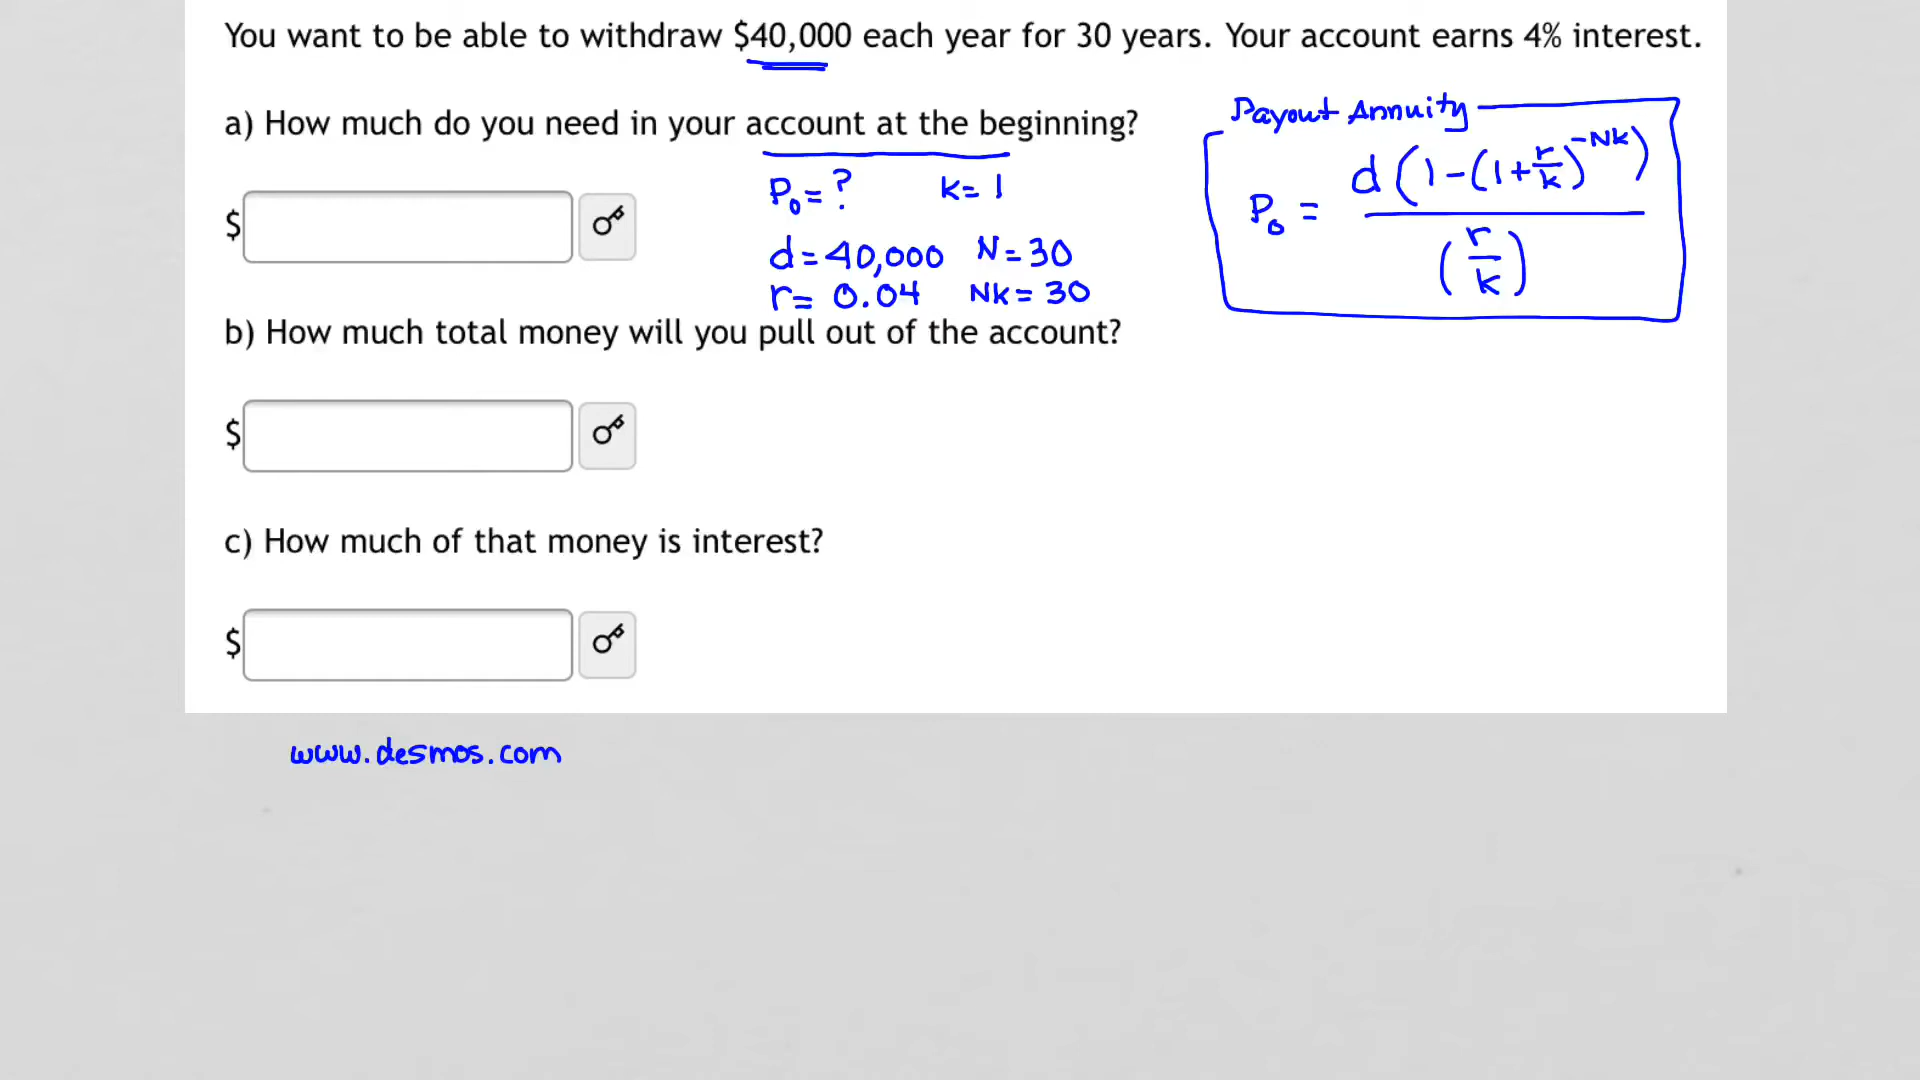 You want to be able to withdraw $40,000 each year for 30 years. Your account earns 4% interest.
a) How much do you need in your account at the beginning?
$
P₀ = ? k = 1
d = 40,000 N = 30
r = 0.04 Nk = 30
Payout Annuity
P₀ = d(1-(1+r/k)^-Nk) / (r/k)
b) How much total money will you pull out of the account?
$
c) How much of that money is interest?
$
www.desmos.com